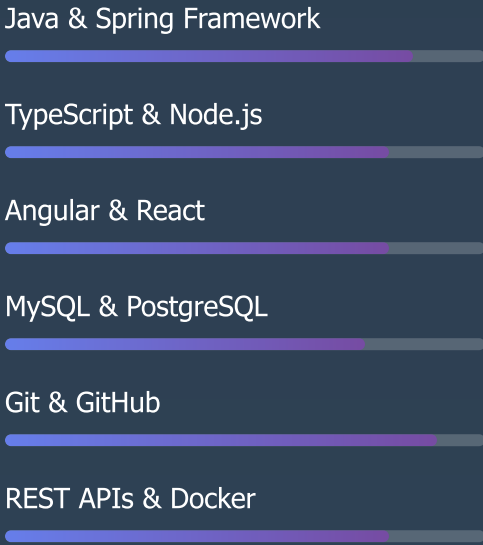 Java & Spring Framework
TypeScript & Node.js
Angular & React
MySQL & PostgreSQL
Git & GitHub
REST APIs & Docker